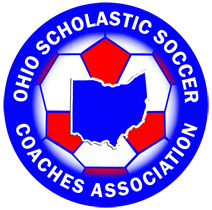 OHIO SCHOLASTIC SOCCER
COACHES ASSOCIATION